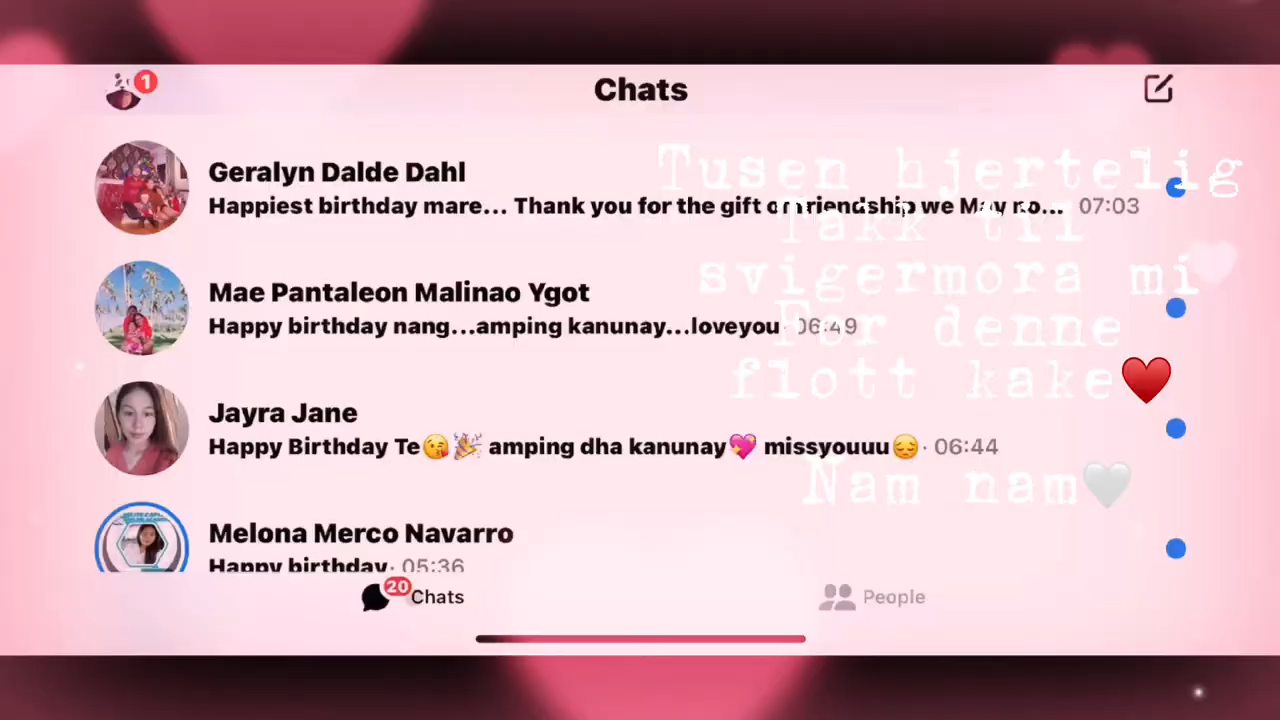 1
Chats
Geralyn Dalde Dahl
Happiest birthday mare... Thank you for the gift of friendship we May no... 07:03
Mae Pantaleon Malinao Ygot
Happy birthday nang...amping kanunay...loveyou · 06:49
Jayra Jane
Happy Birthday Te😘🎉 amping dha kanunay💖 missyouuu😔 · 06:44
Melona Merco Navarro
Happy birthday · 05:36
20
Chats
People
Tusen hjertelig
Takk til
svigermora mi
For denne
flott kake♥️
Nam nam🤍